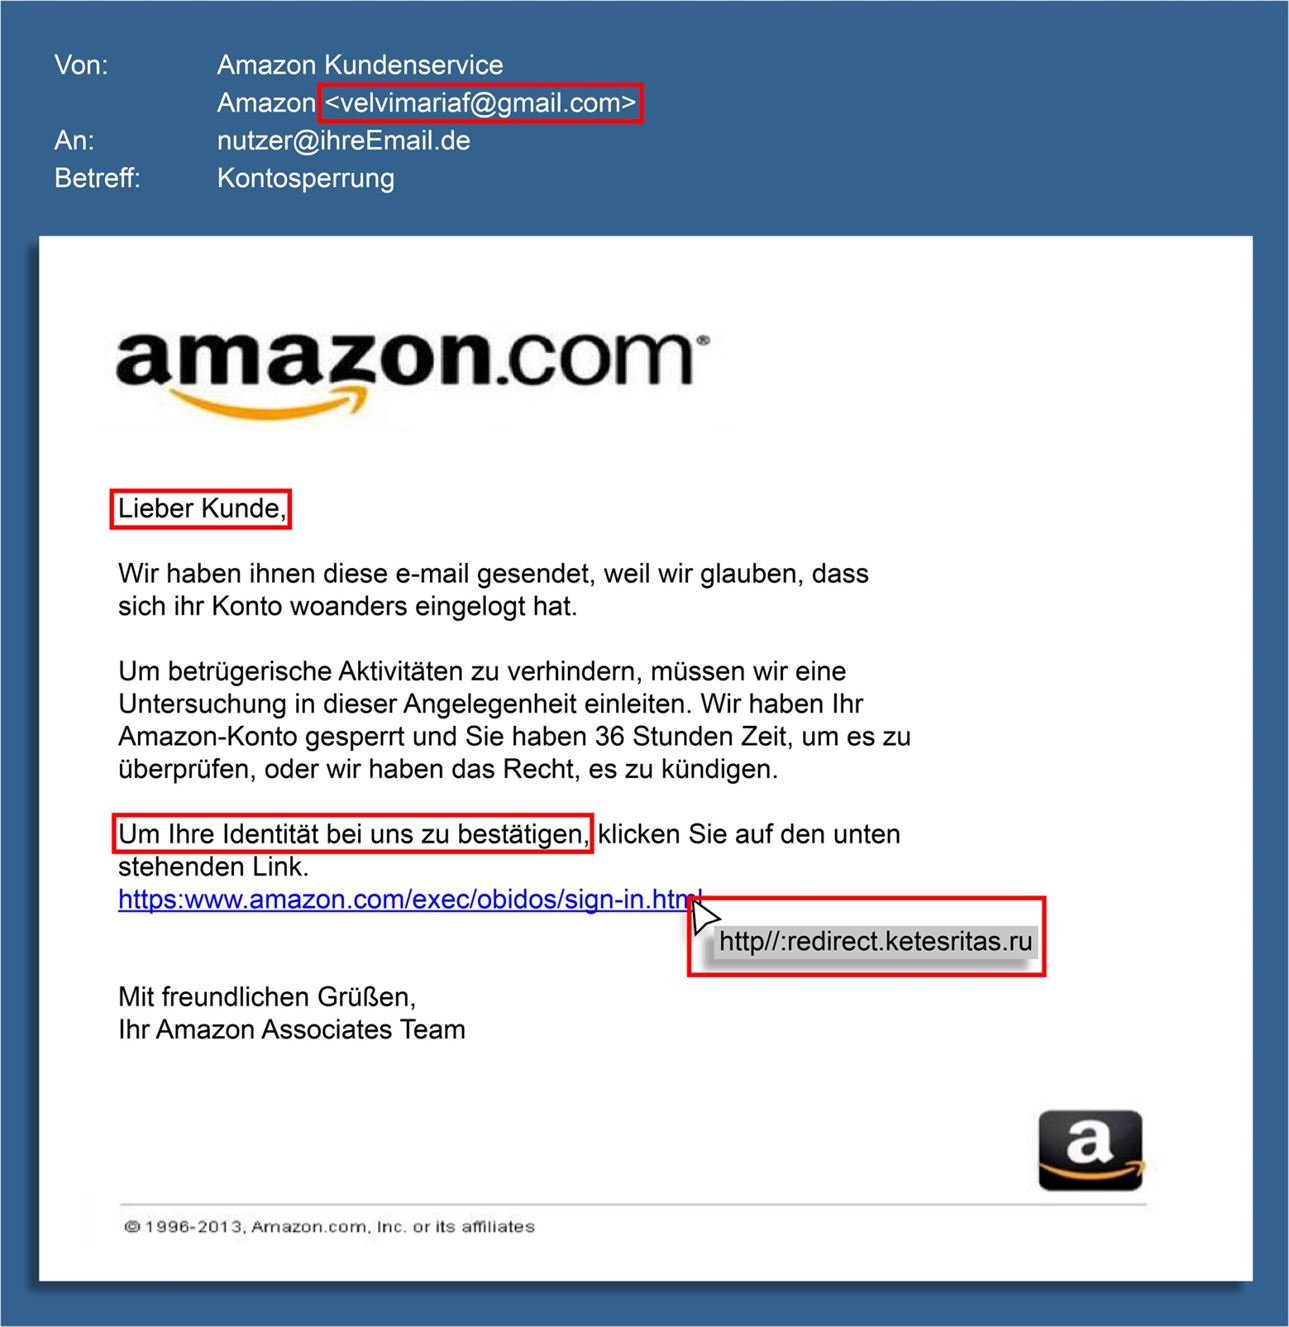 Von: Amazon Kundenservice
Amazon <velvimariaf@gmail.com>
An: nutzer@ihreEmail.de
Betreff: Kontosperrung
amazon.com®
Lieber Kunde,
Wir haben ihnen diese e-mail gesendet, weil wir glauben, dass
sich ihr Konto woanders eingelogt hat.
Um betrügerische Aktivitäten zu verhindern, müssen wir eine
Untersuchung in dieser Angelegenheit einleiten. Wir haben Ihr
Amazon-Konto gesperrt und Sie haben 36 Stunden Zeit, um es zu
überprüfen, oder wir haben das Recht, es zu kündigen.
Um Ihre Identität bei uns zu bestätigen, klicken Sie auf den unten
stehenden Link.
https:www.amazon.com/exec/obidos/sign-in.html
http//:redirect.ketesritas.ru
Mit freundlichen Grüßen,
Ihr Amazon Associates Team
a
© 1996-2013, Amazon.com, Inc. or its affiliates